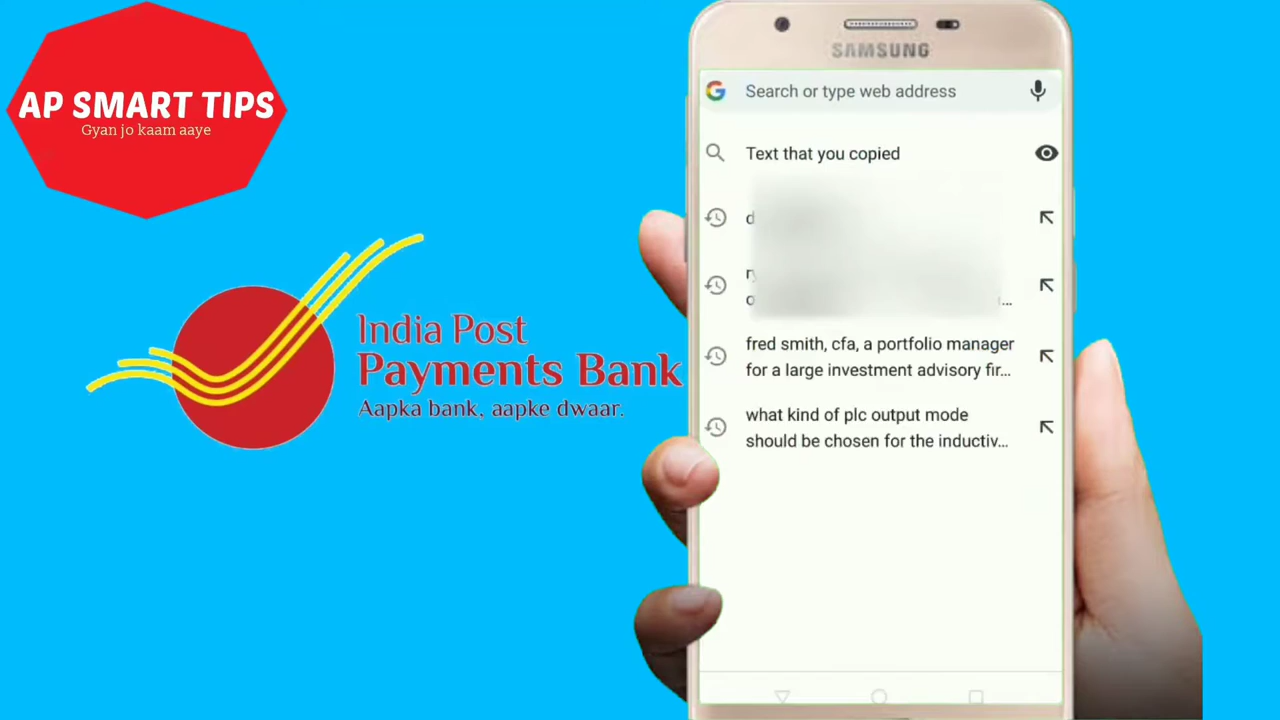 AP SMART TIPS
Gyan jo kaam aaye
India Post
Payments Bank
Aapka bank, aapke dwaar.
SAMSUNG
Search or type web address
Text that you copied
fred smith, cfa, a portfolio manager
for a large investment advisory fir...
what kind of plc output mode
should be chosen for the inductiv...